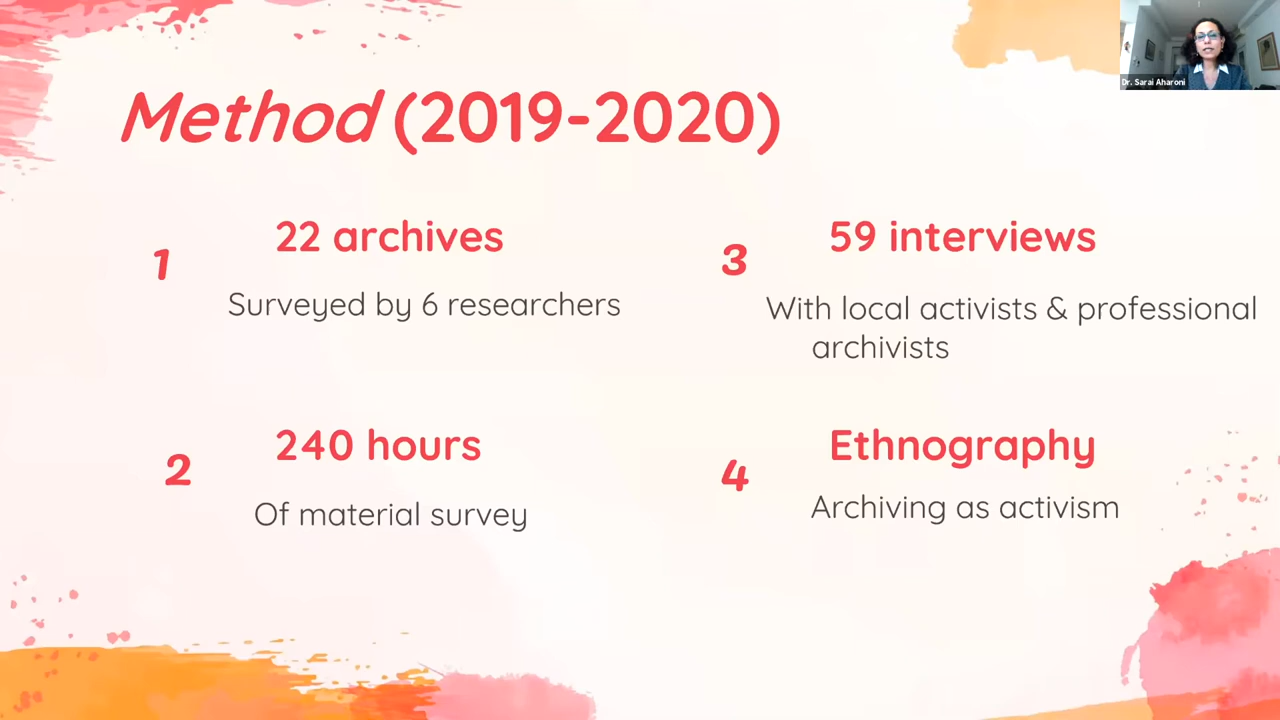 Dr. Sarai Aharoni
Method (2019-2020)
1
22 archives
Surveyed by 6 researchers
2
240 hours
Of material survey
3
59 interviews
With local activists & professional
archivists
4
Ethnography
Archiving as activism